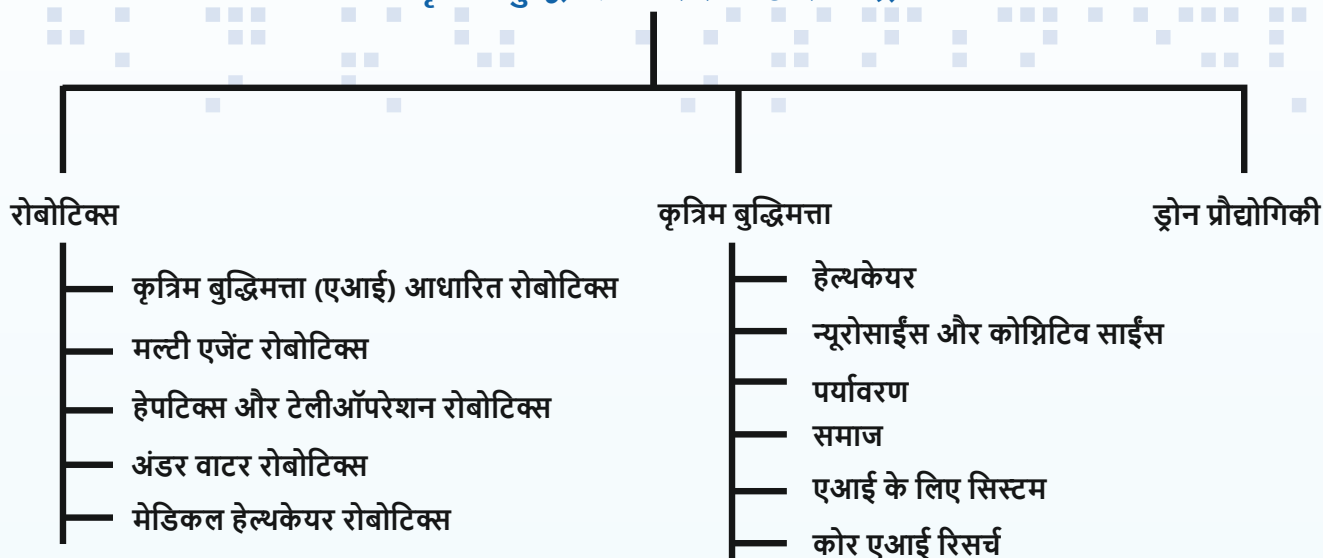 रोबोटिक्स
कृत्रिम बुद्धिमत्ता (एआई) आधारित रोबोटिक्स
मल्टी एजेंट रोबोटिक्स
हेपटिक्स और टेलीऑपरेशन रोबोटिक्स
अंडर वाटर रोबोटिक्स
मेडिकल हेल्थकेयर रोबोटिक्स
कृत्रिम बुद्धिमत्ता
हेल्थकेयर
न्यूरोसाईंस और कोग्निटिव साईंस
पर्यावरण
समाज
एआई के लिए सिस्टम
कोर एआई रिसर्च
ड्रोन प्रौद्योगिकी